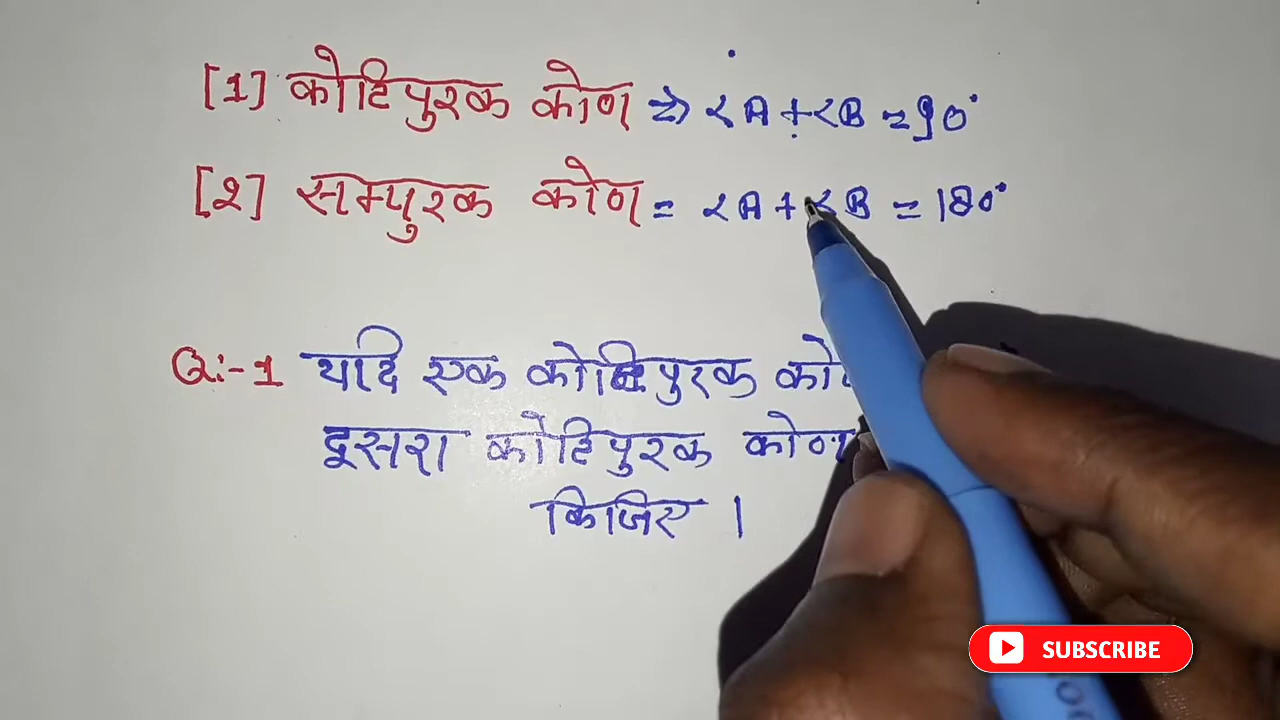 [1] कोटिपुरक कोण => ∠A+∠B = 90°
[2] सम्पुरक कोण = ∠A+∠B = 180°
Q:-1 यदि एक कोटिपुरक
दूसरा कोटिपुरक कोण
किजिए।
SUBSCRIBE